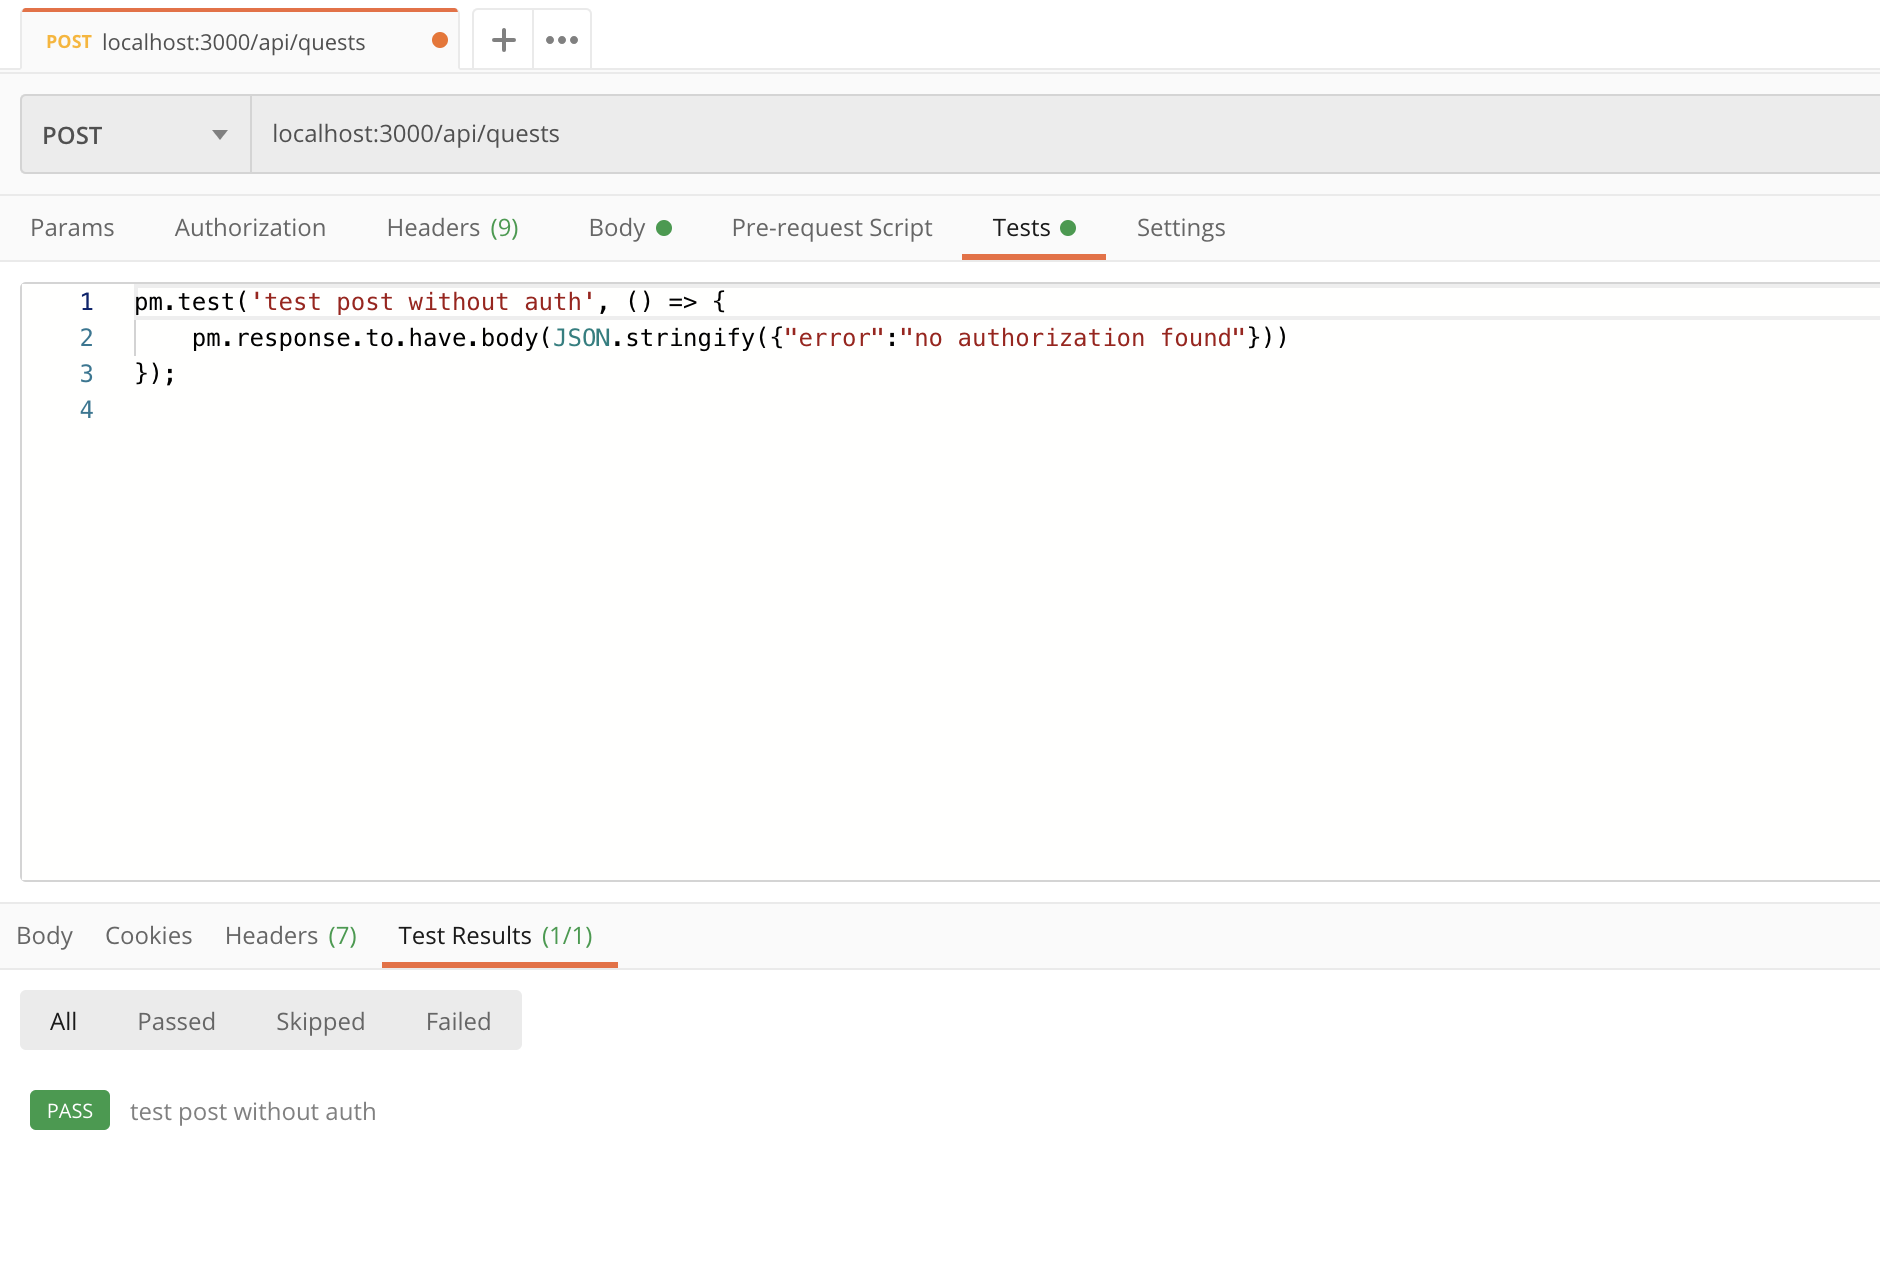 POST localhost:3000/api/quests
POST localhost:3000/api/quests
Params Authorization Headers (9) Body Pre-request Script Tests Settings
1 pm.test('test post without auth', () => {
2     pm.response.to.have.body(JSON.stringify({"error":"no authorization found"}))
3 });
4
Body Cookies Headers (7) Test Results (1/1)
All Passed Skipped Failed
PASS test post without auth